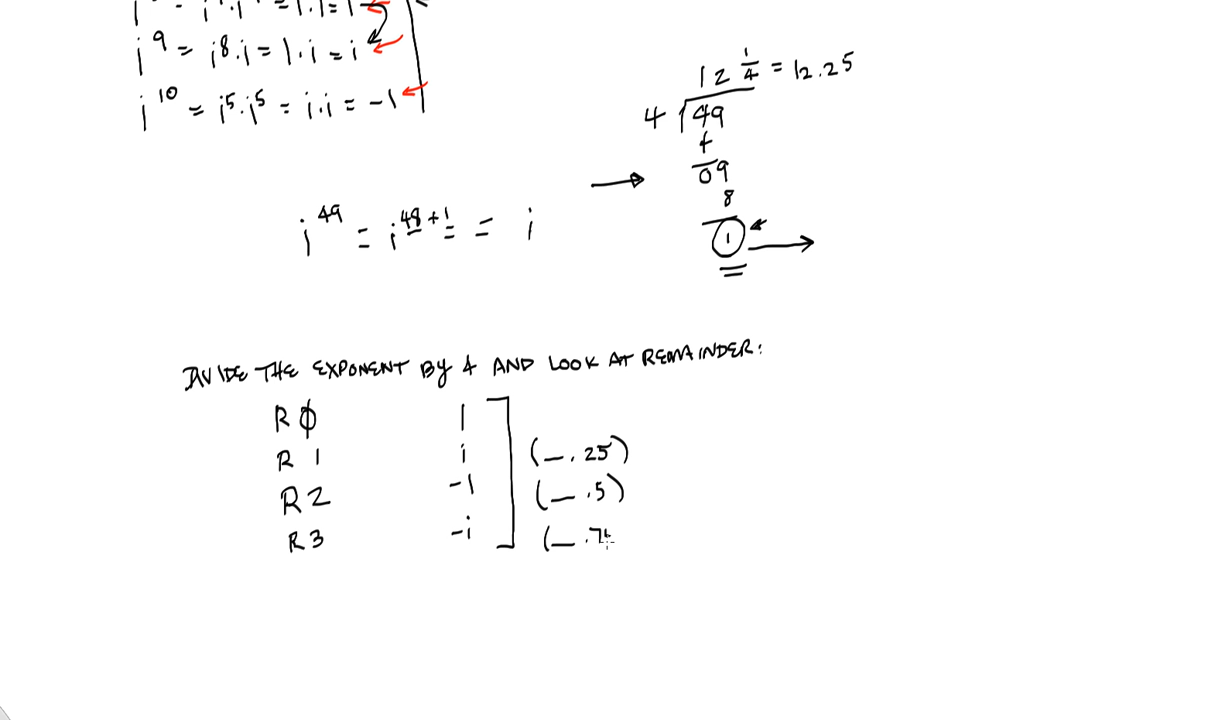 i⁹ = i⁸·i = 1·i = i
i¹⁰ = i⁵·i⁵ = i·i = -1
12 1/4 = 12.25
4 49
4
09
8
1
i⁴⁹ = i⁴⁸⁺¹ = i
DIVIDE THE EXPONENT BY 4 AND LOOK AT REMAINDER:
R 0 1
R 1 i (_.25)
R 2 -1 (_.5)
R 3 -i (_.7